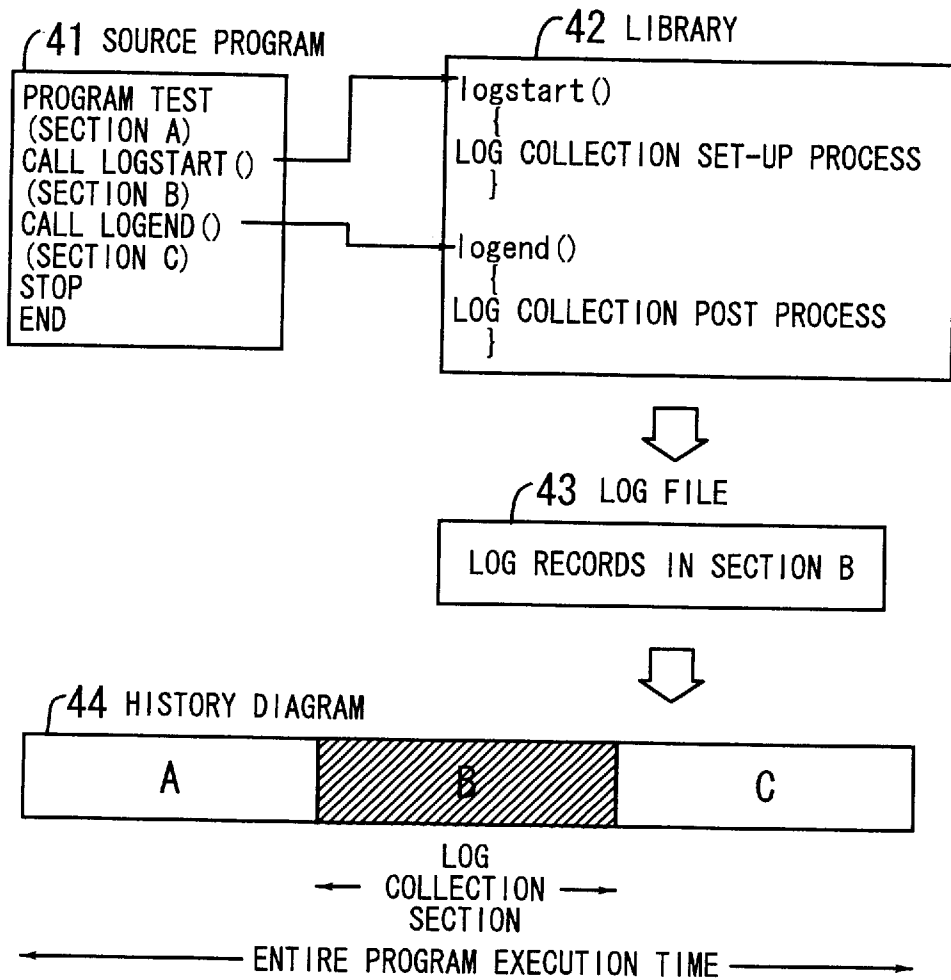 41 SOURCE PROGRAM
PROGRAM TEST
(SECTION A)
CALL LOGSTART()
(SECTION B)
CALL LOGEND()
(SECTION C)
STOP
END
42 LIBRARY
logstart()
{
LOG COLLECTION SET-UP PROCESS
}
logend()
{
LOG COLLECTION POST PROCESS
}
43 LOG FILE
LOG RECORDS IN SECTION B
44 HISTORY DIAGRAM
A
B
C
LOG
COLLECTION
SECTION
ENTIRE PROGRAM EXECUTION TIME